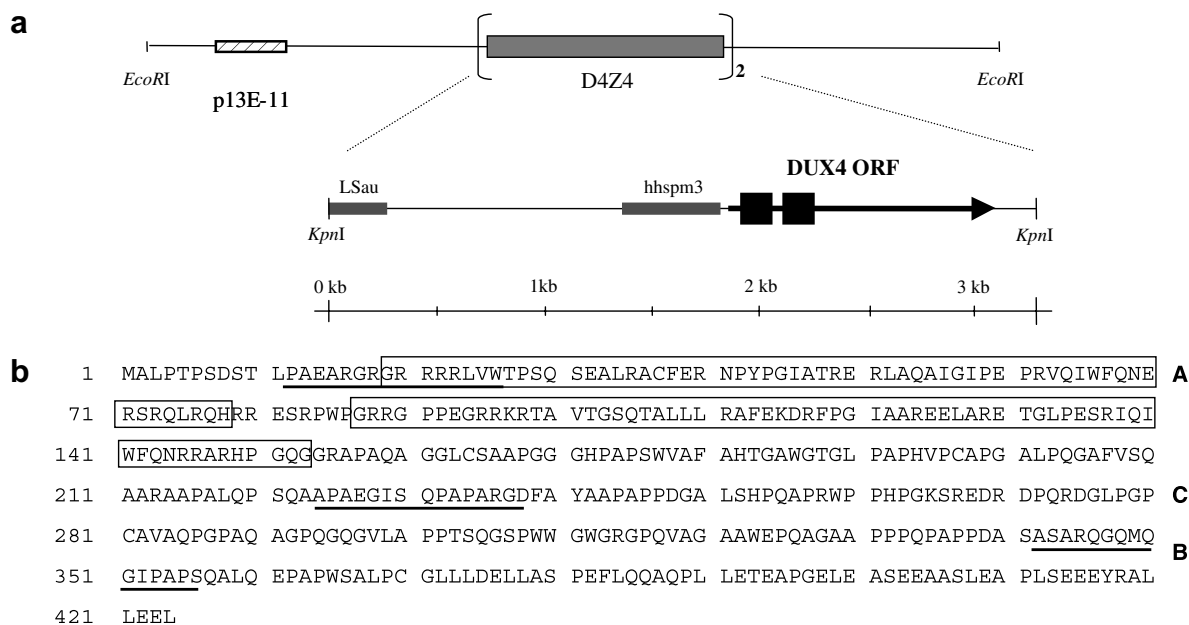 a
EcoRI
p13E-11
D4Z4
2
EcoRI
LSau
hhspm3
DUX4 ORF
KpnI
KpnI
0 kb 1kb 2 kb 3 kb
b
1 MALPTPSDST LPAEARGRGR RRRLVWTPSQ SEALRACFER NPYPGIATRE RLAQAIGIPE PRVQIWFQNE A
71 RSRQLRQHRR ESRPWPGRRG PPEGRRKRTA VTGSQTALLL RAFEKDRFPG IAAREELARE TGLPESRIQI
141 WFQNRRARHP GQGGRAPAQA GGLCSAAPGG GHPAPSWVAF AHTGAWGTGL PAPHVPCAPG ALPQGAFVSQ
211 AARAAPALQP SQAAPAEGIS QPAPARGDFA YAAPAPPDGA LSHPQAPRWP PHPGKSREDR DPQRDGLPGP C
281 CAVAQPGPAQ AGPQGQGVLA PPTSQGSPWW GWGRGPQVAG AAWEPQAGAA PPPQPAPPDA SASARQGQMQ B
351 GIPAPSQALQ EPAPWSALPC GLLLDELLAS PEFLQQAQPL LETEAPGELE ASEEAASLEA PLSEEEYRAL
421 LEEL